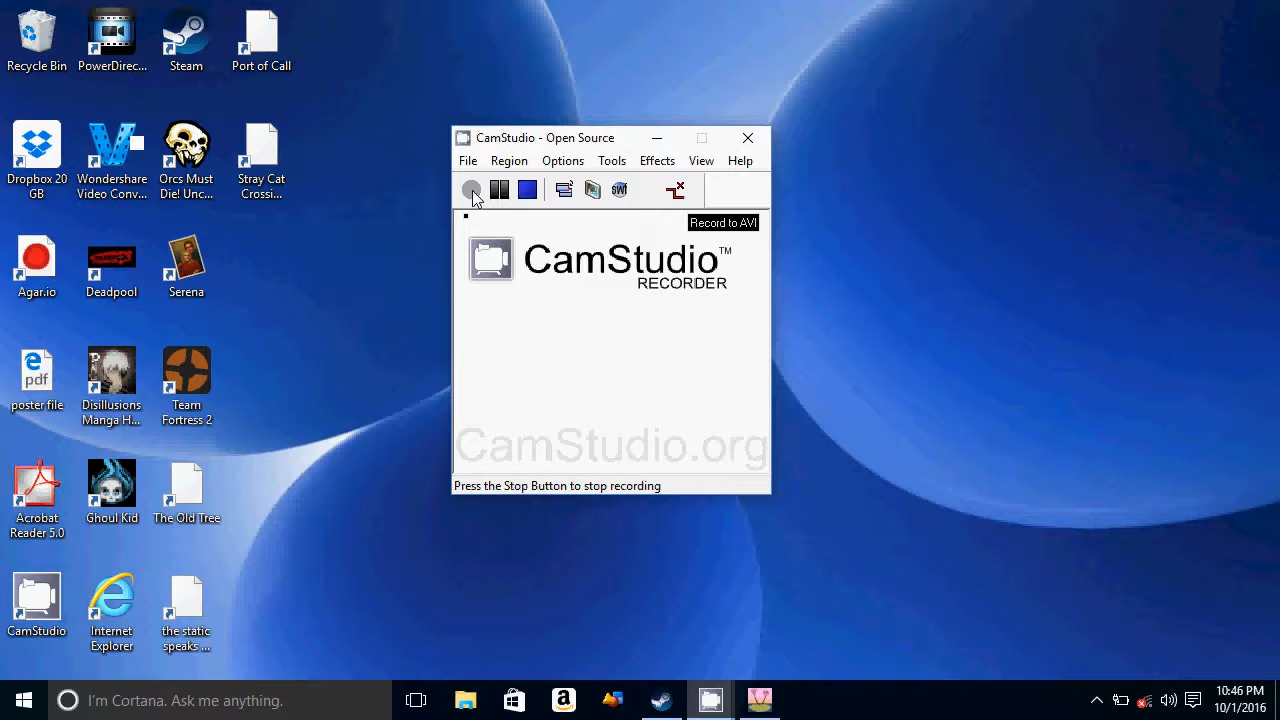 Recycle Bin
PowerDirec...
Steam
Port of Call
Dropbox 20
GB
Wondershare
Video Conv...
Orcs Must
Die! Unc...
Stray Cat
Crossi...
Agar.io
DEADPOOL
Deadpool
Serena
e
pdf
poster file
Disillusions
Manga H...
Team
Fortress 2
Acrobat
Reader 5.0
Ghoul Kid
The Old Tree
CamStudio
Internet
Explorer
the static
speaks ...
CamStudio - Open Source
File Region Options Tools Effects View Help
SWF
Record to AVI
CamStudio™
RECORDER
CamStudio.org
Press the Stop Button to stop recording
I'm Cortana. Ask me anything.
10:46 PM
10/1/2016